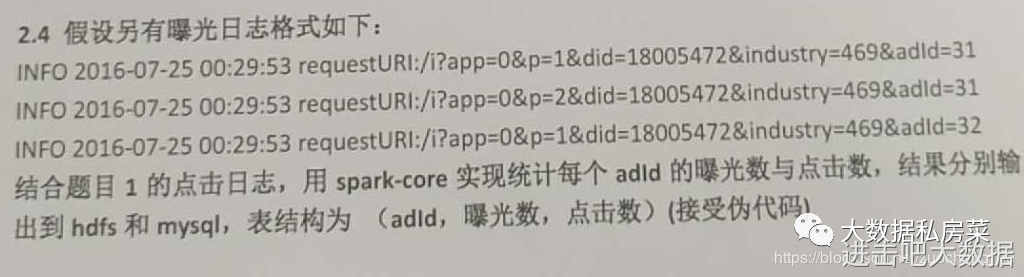 2.4 假设另有曝光日志格式如下：
INFO 2016-07-25 00:29:53 requestURI:/i?app=0&p=1&did=18005472&industry=469&adId=31
INFO 2016-07-25 00:29:53 requestURI:/i?app=0&p=2&did=18005472&industry=469&adId=31
INFO 2016-07-25 00:29:53 requestURI:/i?app=0&p=1&did=18005472&industry=469&adId=32
结合题目 1 的点击日志，用 spark-core 实现统计每个 adId 的曝光数与点击数，结果分别输
出到 hdfs 和 mysql，表结构为 （adId，曝光数，点击数）(接受伪代码)
大数据私房菜
进击吧大数据